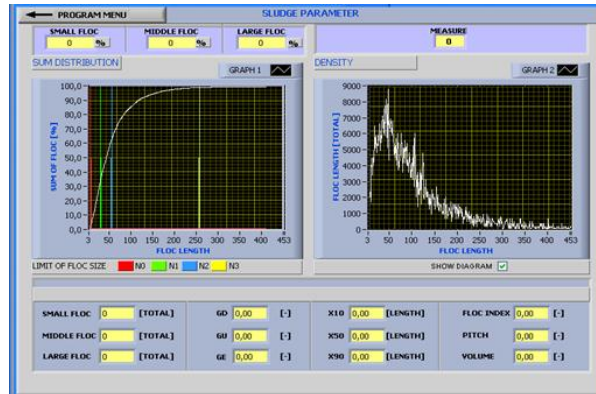 PROGRAM MENU
SLUDGE PARAMETER
SMALL FLOC MIDDLE FLOC LARGE FLOC
0 % 0 % 0 %
MEASURE
0
SUM DISTRIBUTION
GRAPH 1
SUM OF FLOC [%]
100,0
90,0
80,0
70,0
60,0
50,0
40,0
30,0
20,0
10,0
0,0
3 50 100 150 200 250 300 350 400 453
FLOC LENGTH
LIMIT OF FLOC SIZE N0 N1 N2 N3
DENSITY
GRAPH 2
FLOC LENGTH [TOTAL]
9000
8000
7000
6000
5000
4000
3000
2000
1000
0
3 50 100 150 200 250 300 350 400 453
FLOC LENGTH
SHOW DIAGRAM
SMALL FLOC 0 [TOTAL] GD 0,00 [-] X10 0,00 [LENGTH] FLOC INDEX 0,00 [-]
MIDDLE FLOC 0 [TOTAL] GU 0,00 [-] X50 0,00 [LENGTH] PITCH 0,00 [-]
LARGE FLOC 0 [TOTAL] GE 0,00 [-] X90 0,00 [LENGTH] VOLUME 0,00 [-]